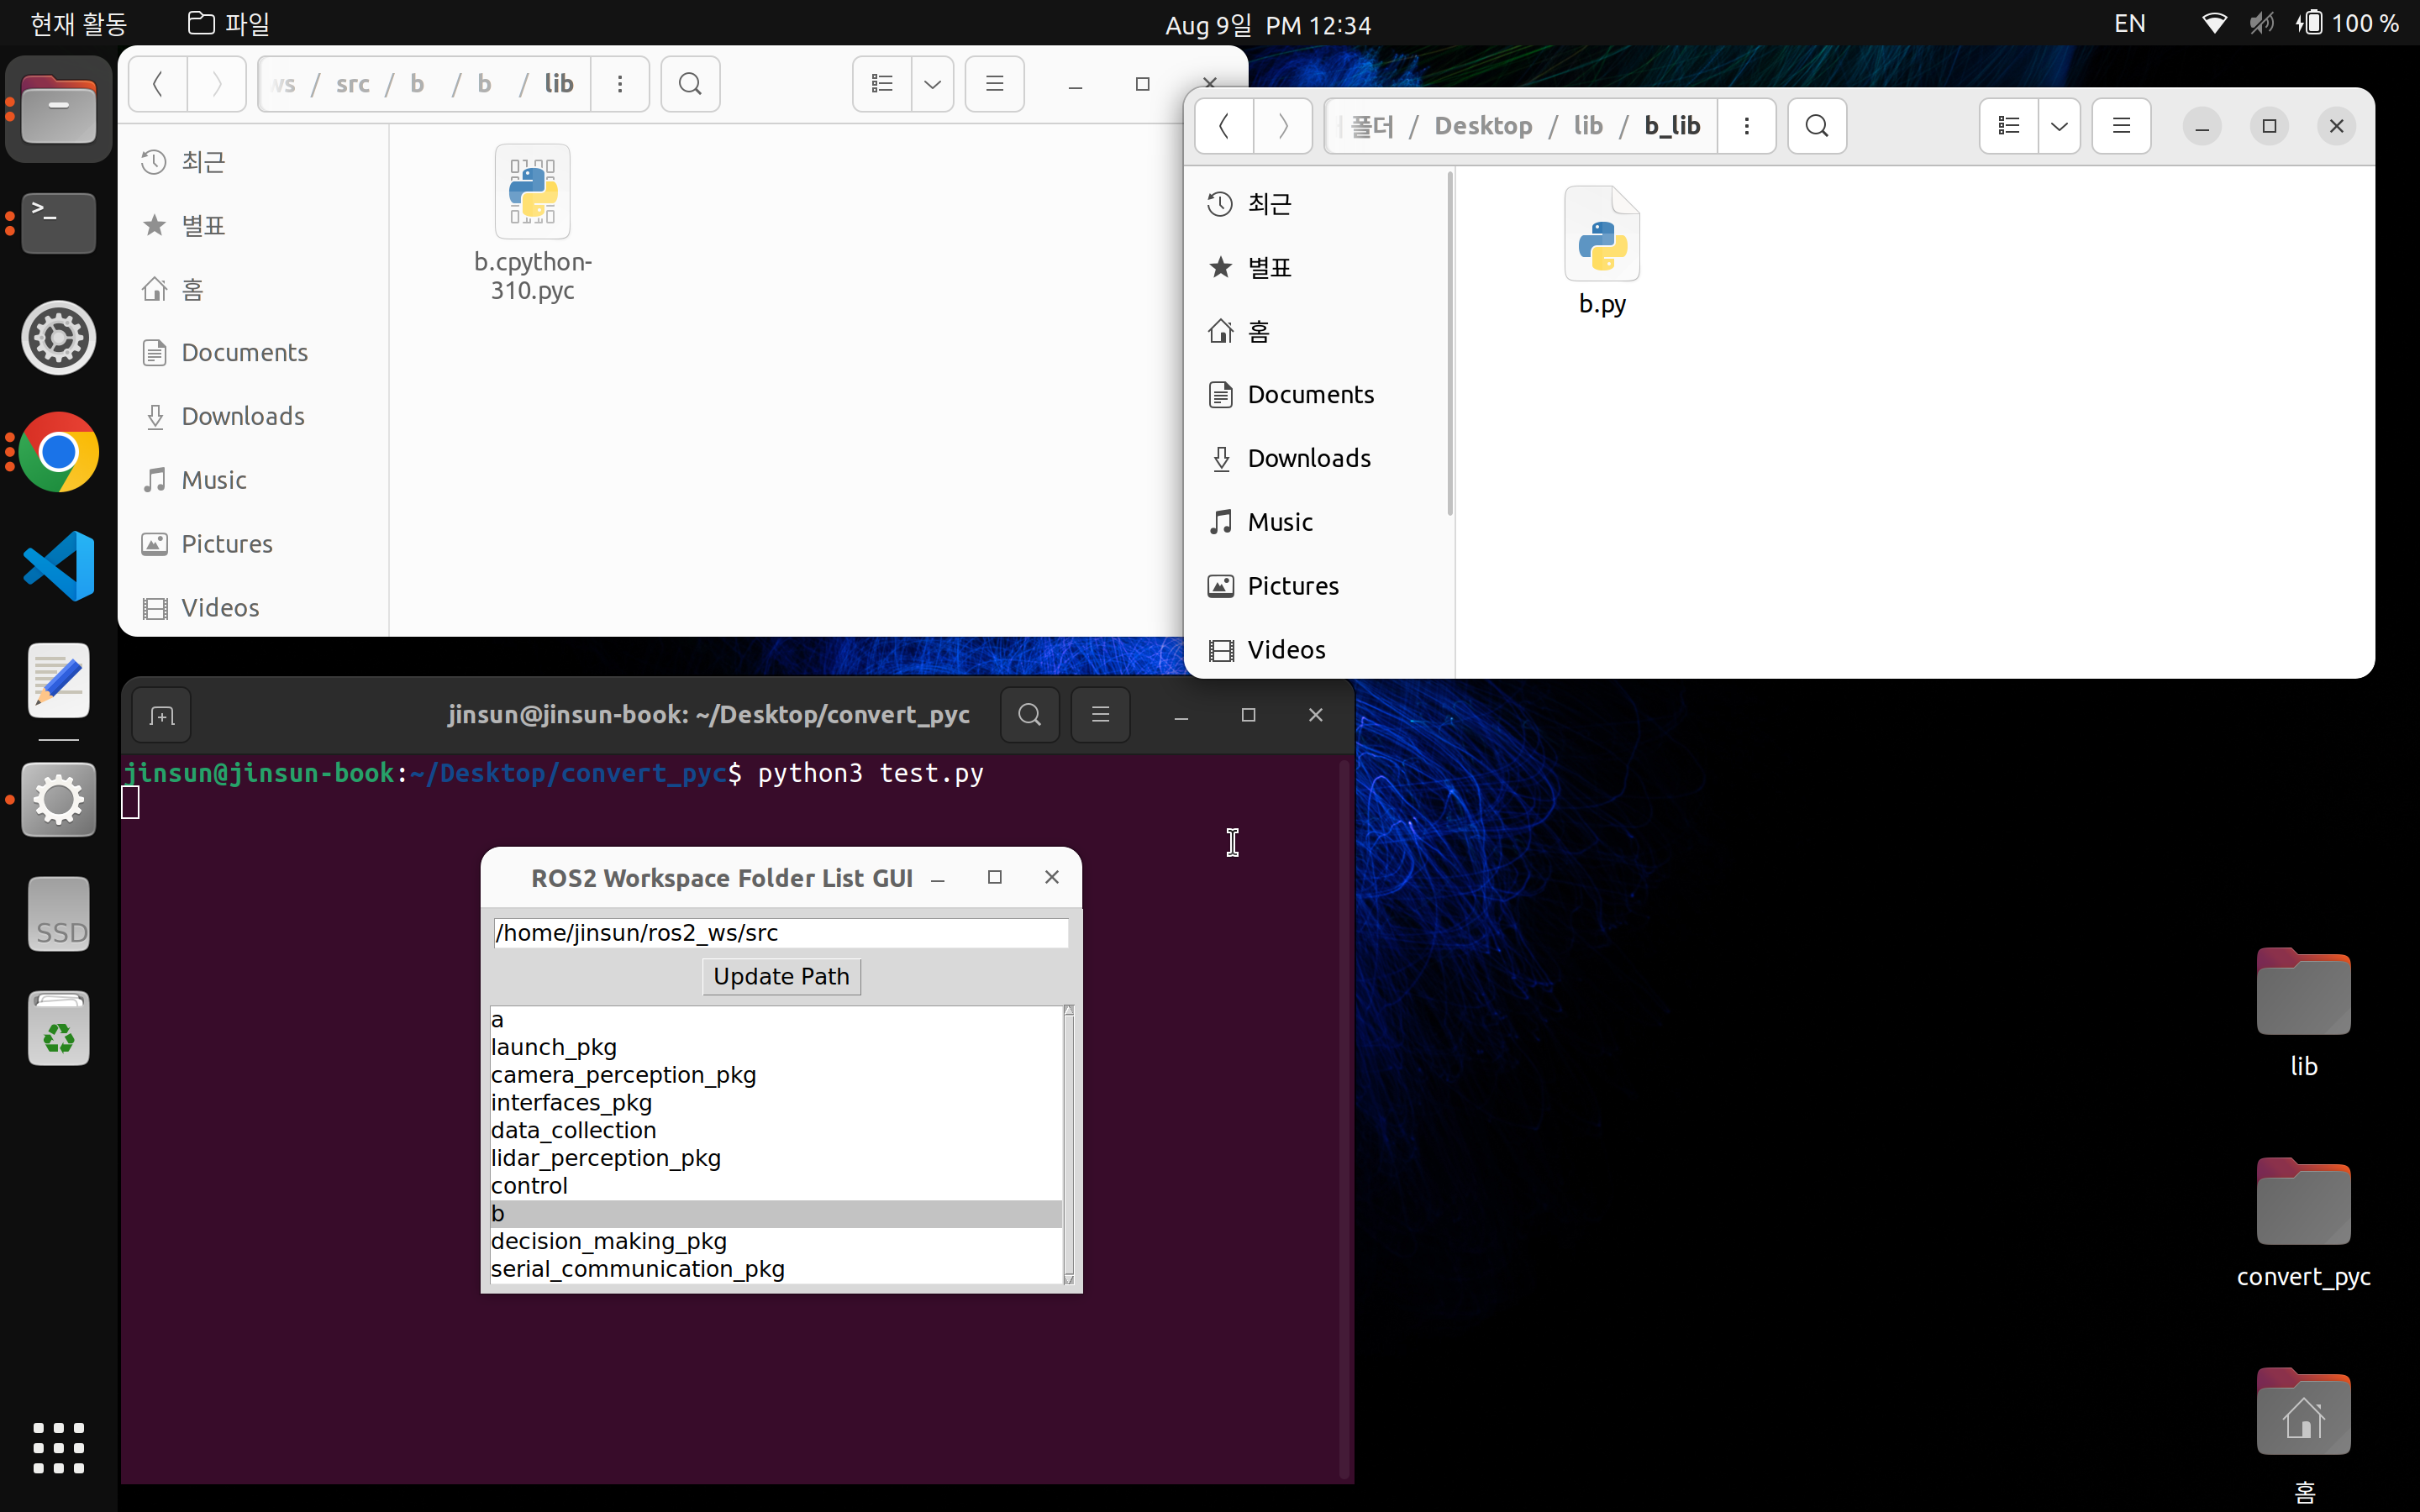 현재 활동
파일
Aug 9일 PM 12:34
EN
100 %
src / b / b / lib
최근
별표
홈
Documents
Downloads
Music
Pictures
Videos
b.cpython-
310.pyc
폴더 / Desktop / lib / b_lib
최근
별표
홈
Documents
Downloads
Music
Pictures
Videos
b.py
jinsun@jinsun-book: ~/Desktop/convert_pyc
jinsun@jinsun-book:~/Desktop/convert_pyc$ python3 test.py
ROS2 Workspace Folder List GUI
/home/jinsun/ros2_ws/src
Update Path
a
launch_pkg
camera_perception_pkg
interfaces_pkg
data_collection
lidar_perception_pkg
control
b
decision_making_pkg
serial_communication_pkg
SSD
lib
convert_pyc
홈